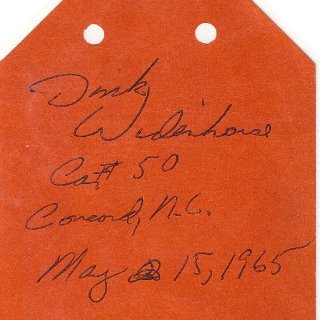 Dink
Widenhouse
Car# 50
Concord, N.C.
May 15, 1965